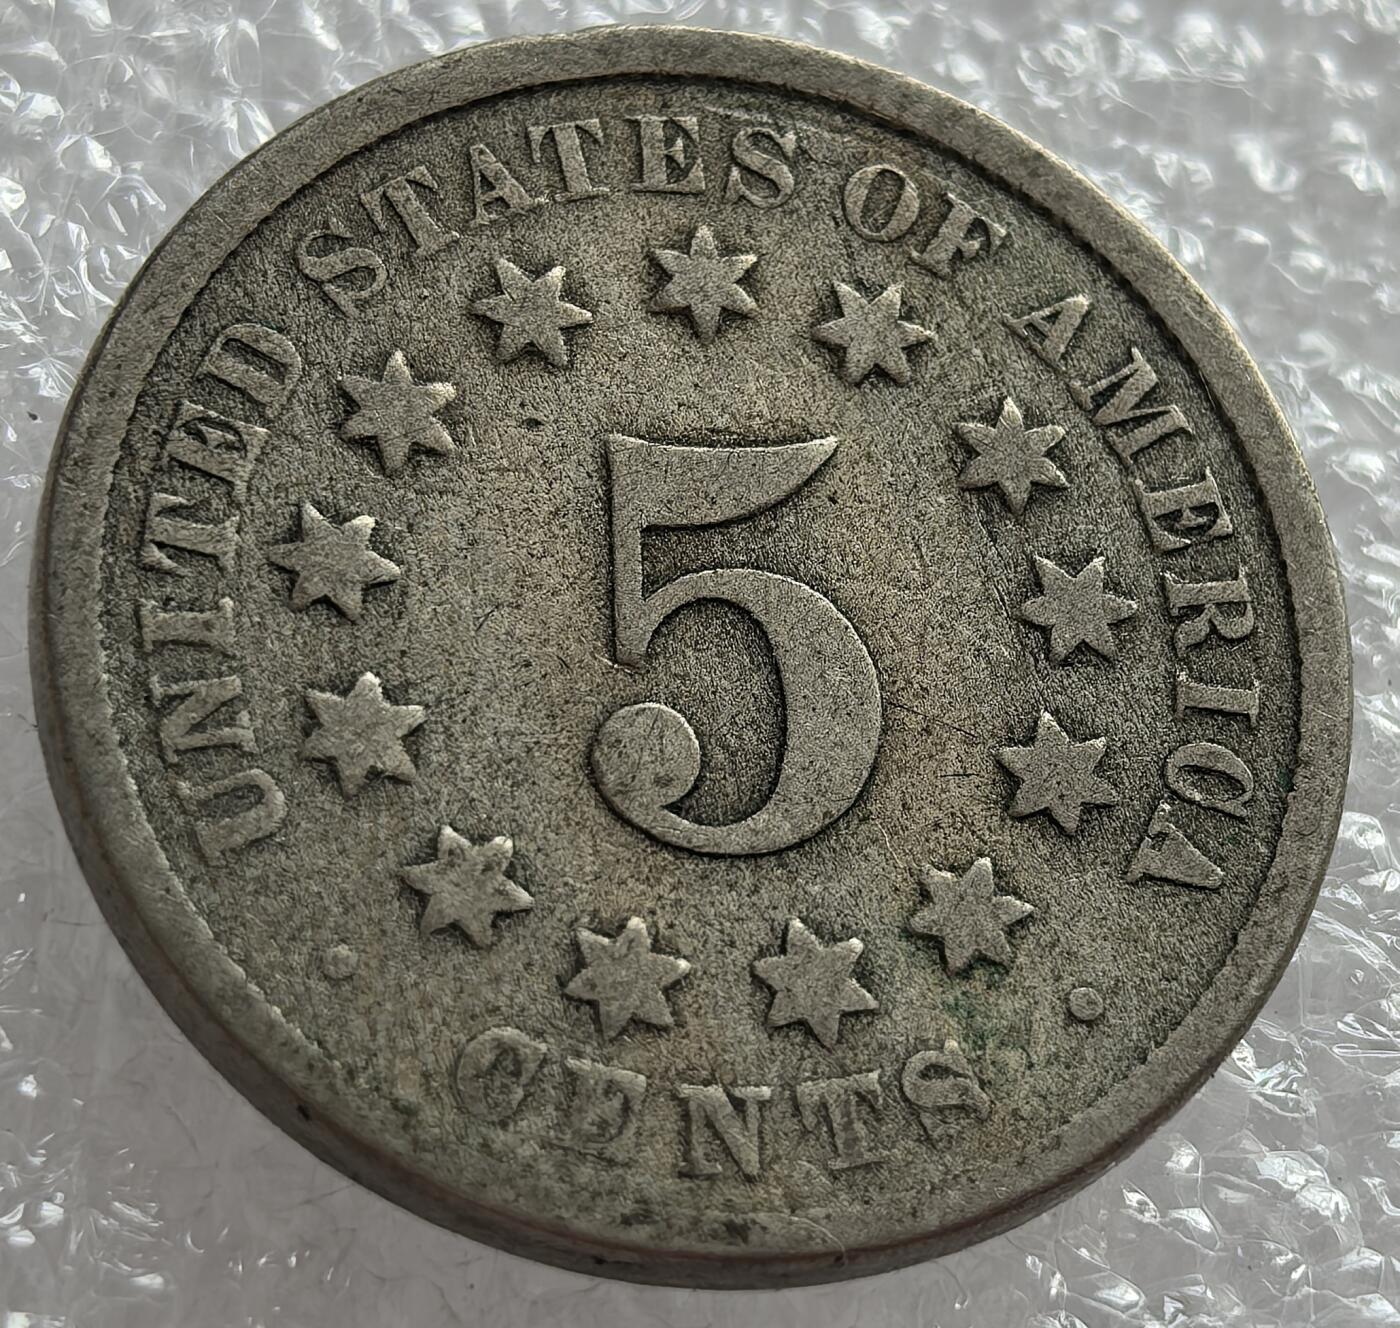 UNITED STATES OF AMERICA
5
CENTS